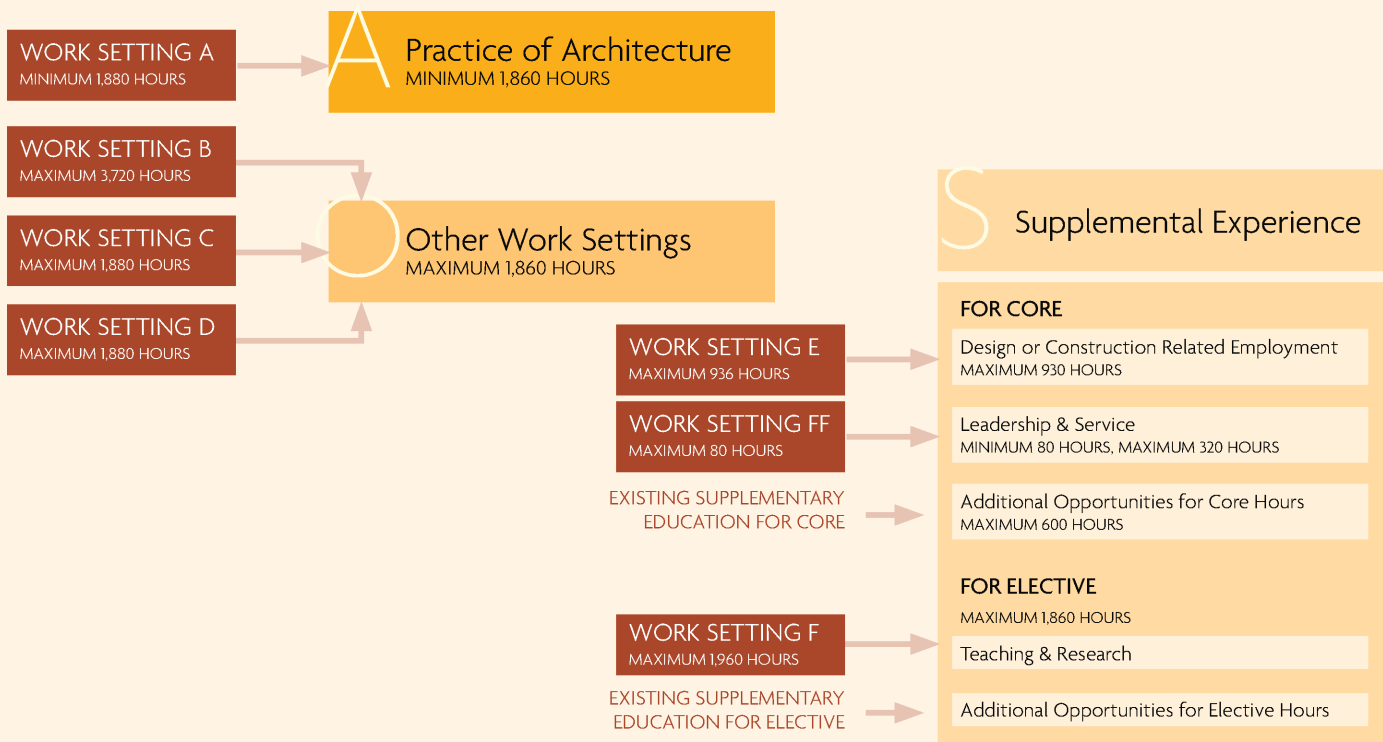 WORK SETTING A
MINIMUM 1,880 HOURS
A
Practice of Architecture
MINIMUM 1,860 HOURS
WORK SETTING B
MAXIMUM 3,720 HOURS
WORK SETTING C
MAXIMUM 1,880 HOURS
WORK SETTING D
MAXIMUM 1,880 HOURS
O
Other Work Settings
MAXIMUM 1,860 HOURS
S
Supplemental Experience
FOR CORE
WORK SETTING E
MAXIMUM 936 HOURS
Design or Construction Related Employment
MAXIMUM 930 HOURS
WORK SETTING FF
MAXIMUM 80 HOURS
Leadership & Service
MINIMUM 80 HOURS, MAXIMUM 320 HOURS
EXISTING SUPPLEMENTARY
EDUCATION FOR CORE
Additional Opportunities for Core Hours
MAXIMUM 600 HOURS
FOR ELECTIVE
MAXIMUM 1,860 HOURS
WORK SETTING F
MAXIMUM 1,960 HOURS
Teaching & Research
EXISTING SUPPLEMENTARY
EDUCATION FOR ELECTIVE
Additional Opportunities for Elective Hours